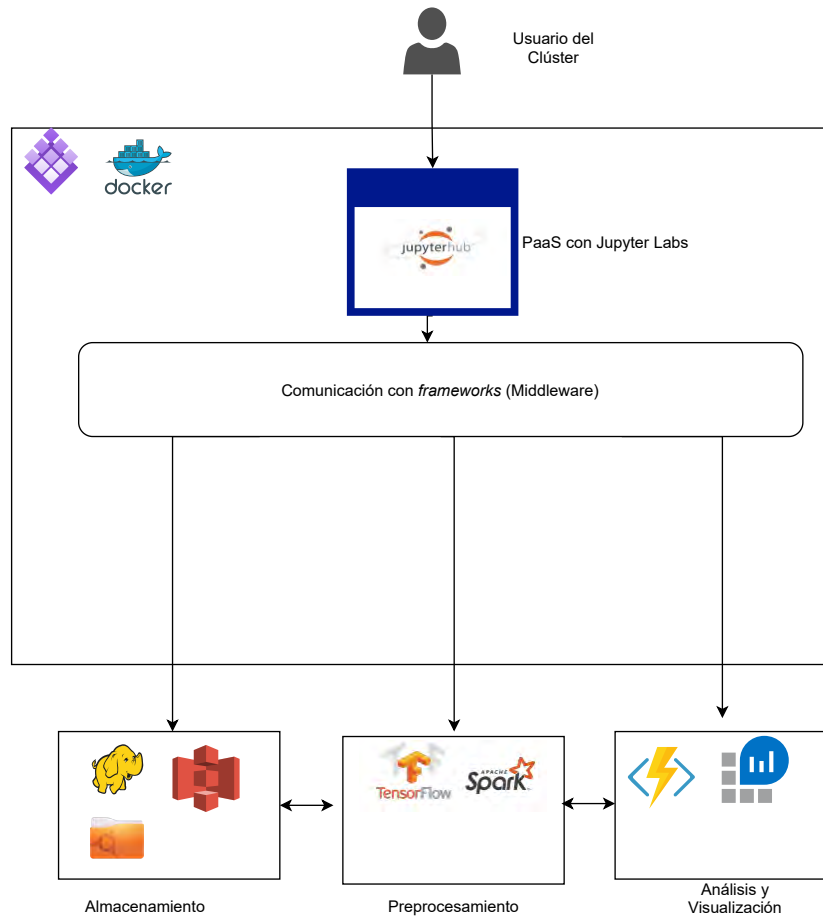 Usuario del
Clúster
docker
jupyterhub
PaaS con Jupyter Labs
Comunicación con frameworks (Middleware)
TensorFlow
APACHE
Spark
Almacenamiento
Preprocesamiento
Análisis y
Visualización